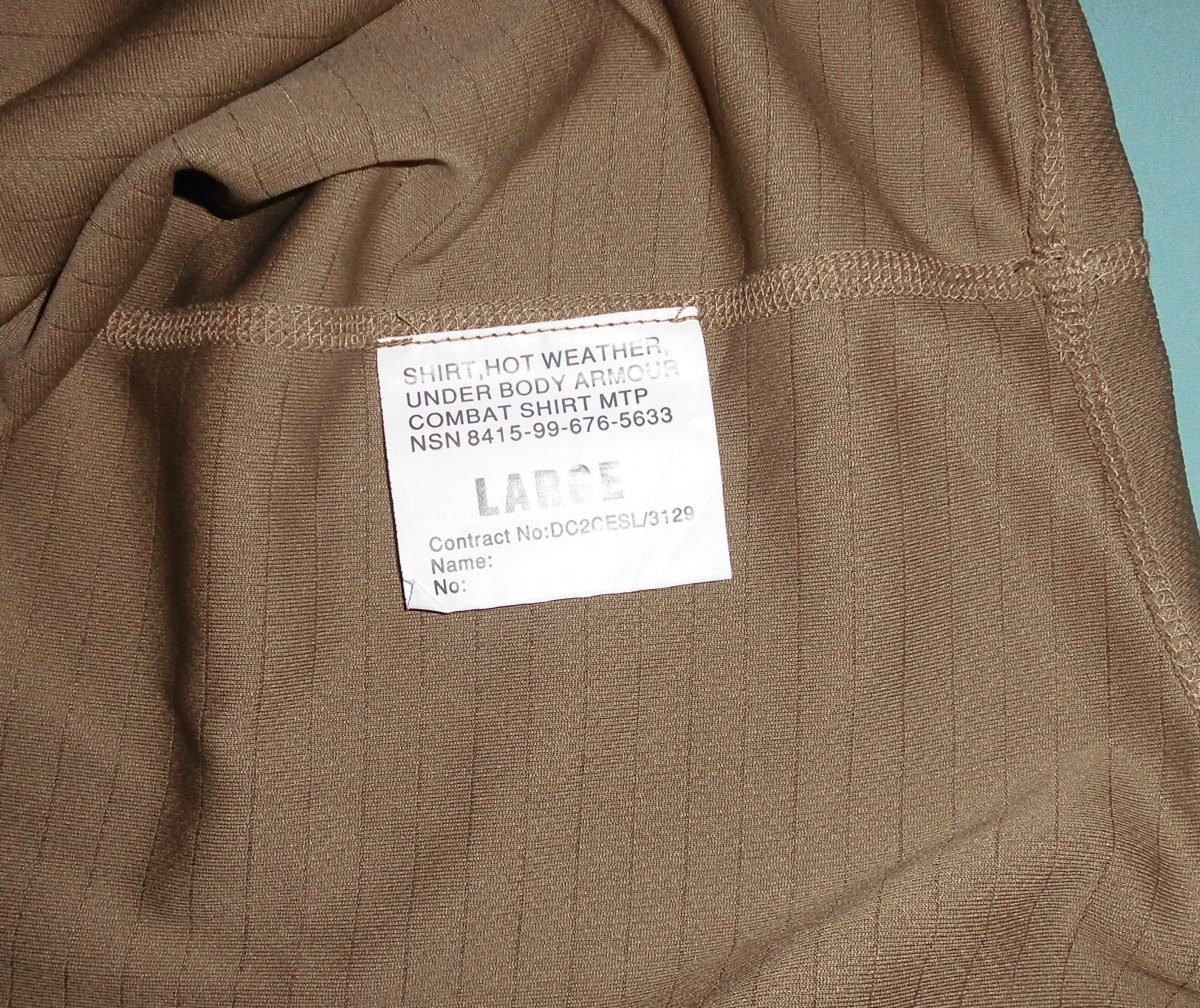 SHIRT,HOT WEATHER,
UNDER BODY ARMOUR
COMBAT SHIRT MTP
NSN 8415-99-676-5633
LARGE
Contract No:DC2CESL/3129
Name:
No: